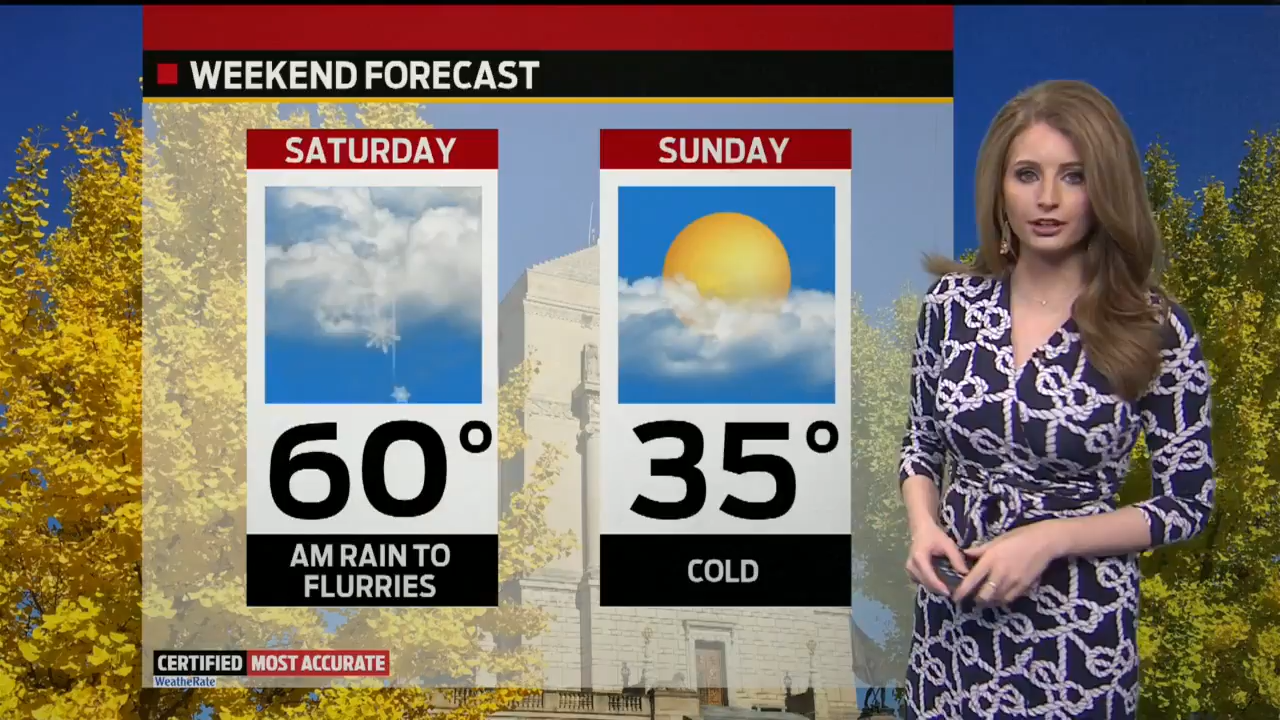 WEEKEND FORECAST
SATURDAY
60°
AM RAIN TO
FLURRIES
SUNDAY
35°
COLD
CERTIFIED MOST ACCURATE
WeatheRate